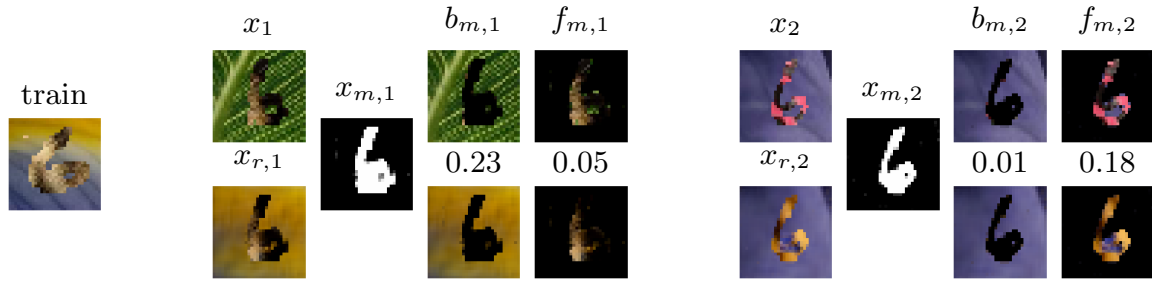 x_1 b_{m,1} f_{m,1} x_2 b_{m,2} f_{m,2}
train x_{m,1} x_{m,2}
x_{r,1} 0.23 0.05 x_{r,2} 0.01 0.18